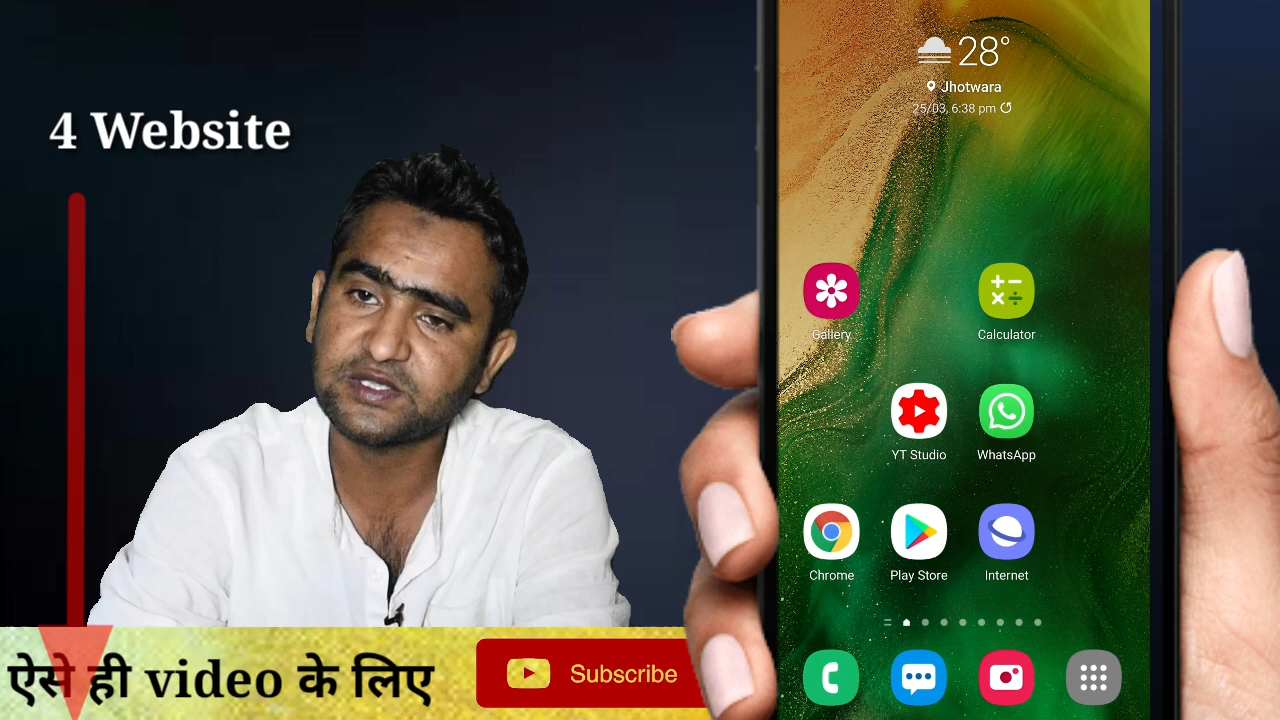 4 Website
ऐसे ही video के लिए
Subscribe
28°
Jhotwara
25/03, 6:38 pm
Gallery
Calculator
YT Studio
WhatsApp
Chrome
Play Store
Internet